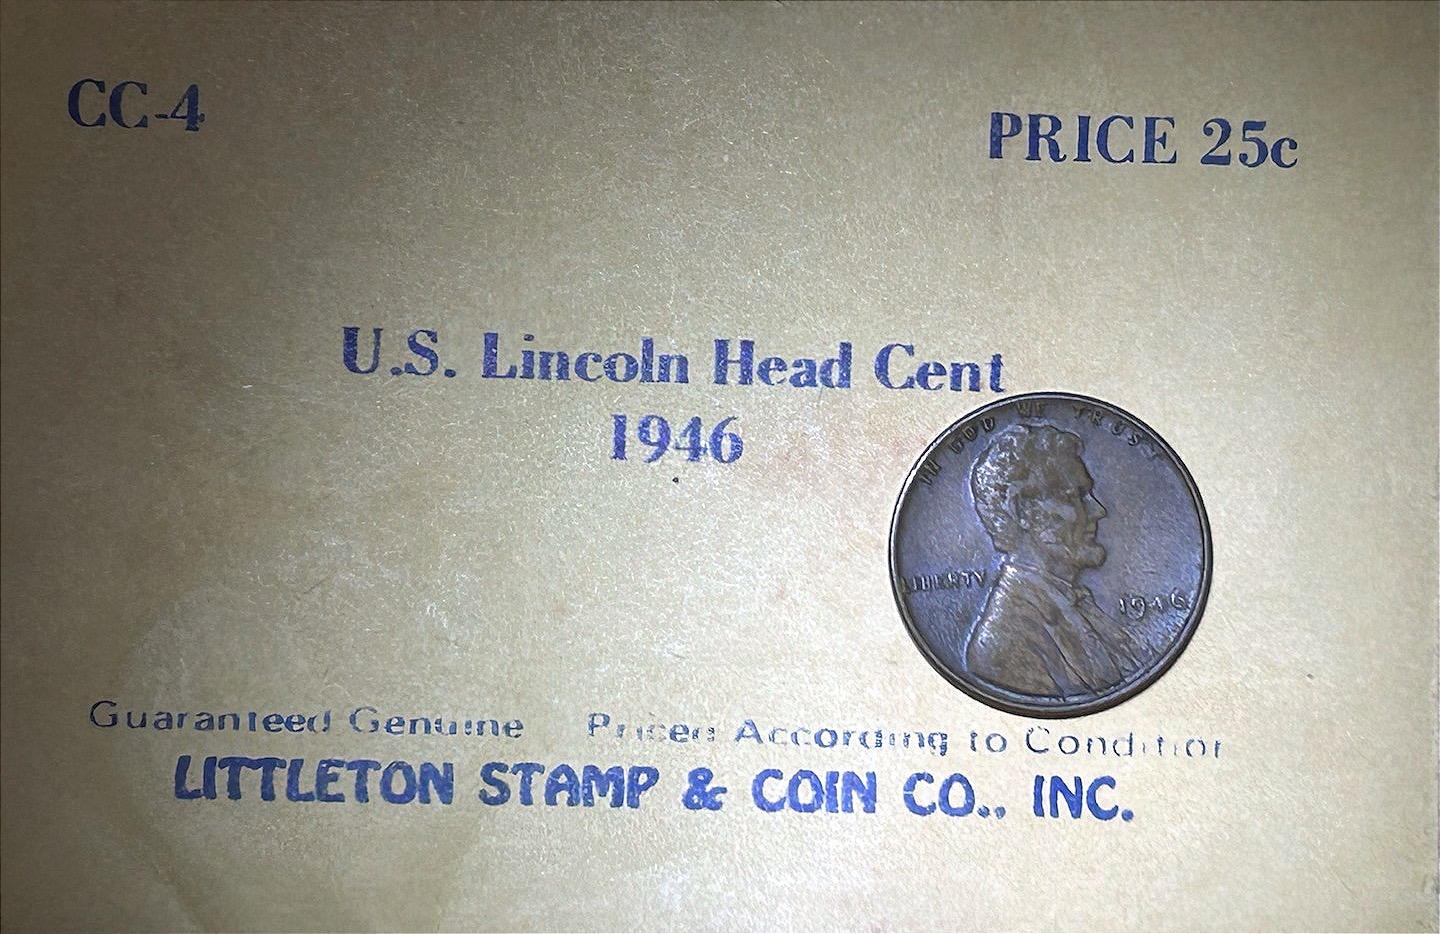 CC-4
PRICE 25c
U.S. Lincoln Head Cent
1946
IN GOD WE TRUST
LIBERTY
1946
Guaranteed Genuine Priced According to Condition
LITTLETON STAMP & COIN CO., INC.